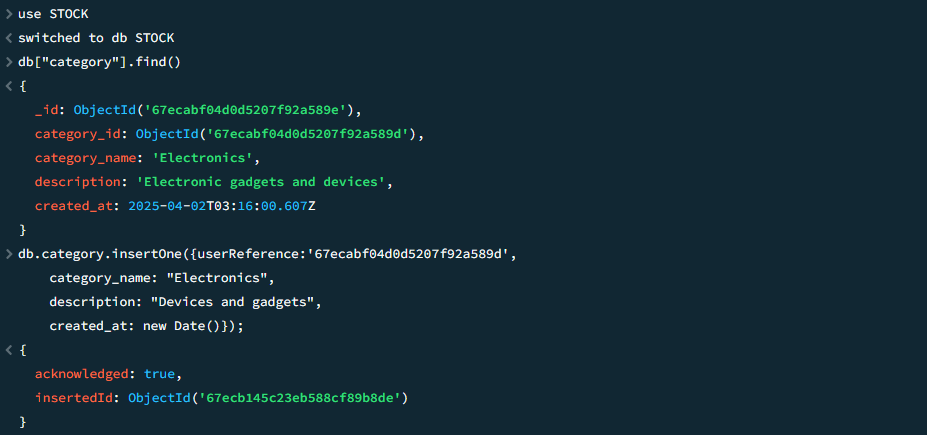 > use STOCK
< switched to db STOCK
> db["category"].find()
< {
_id: ObjectId('67ecabf04d0d5207f92a589e'),
category_id: ObjectId('67ecabf04d0d5207f92a589d'),
category_name: 'Electronics',
description: 'Electronic gadgets and devices',
created_at: 2025-04-02T03:16:00.607Z
}
> db.category.insertOne({userReference:'67ecabf04d0d5207f92a589d',
category_name: "Electronics",
description: "Devices and gadgets",
created_at: new Date()});
< {
acknowledged: true,
insertedId: ObjectId('67ecb145c23eb588cf89b8de')
}